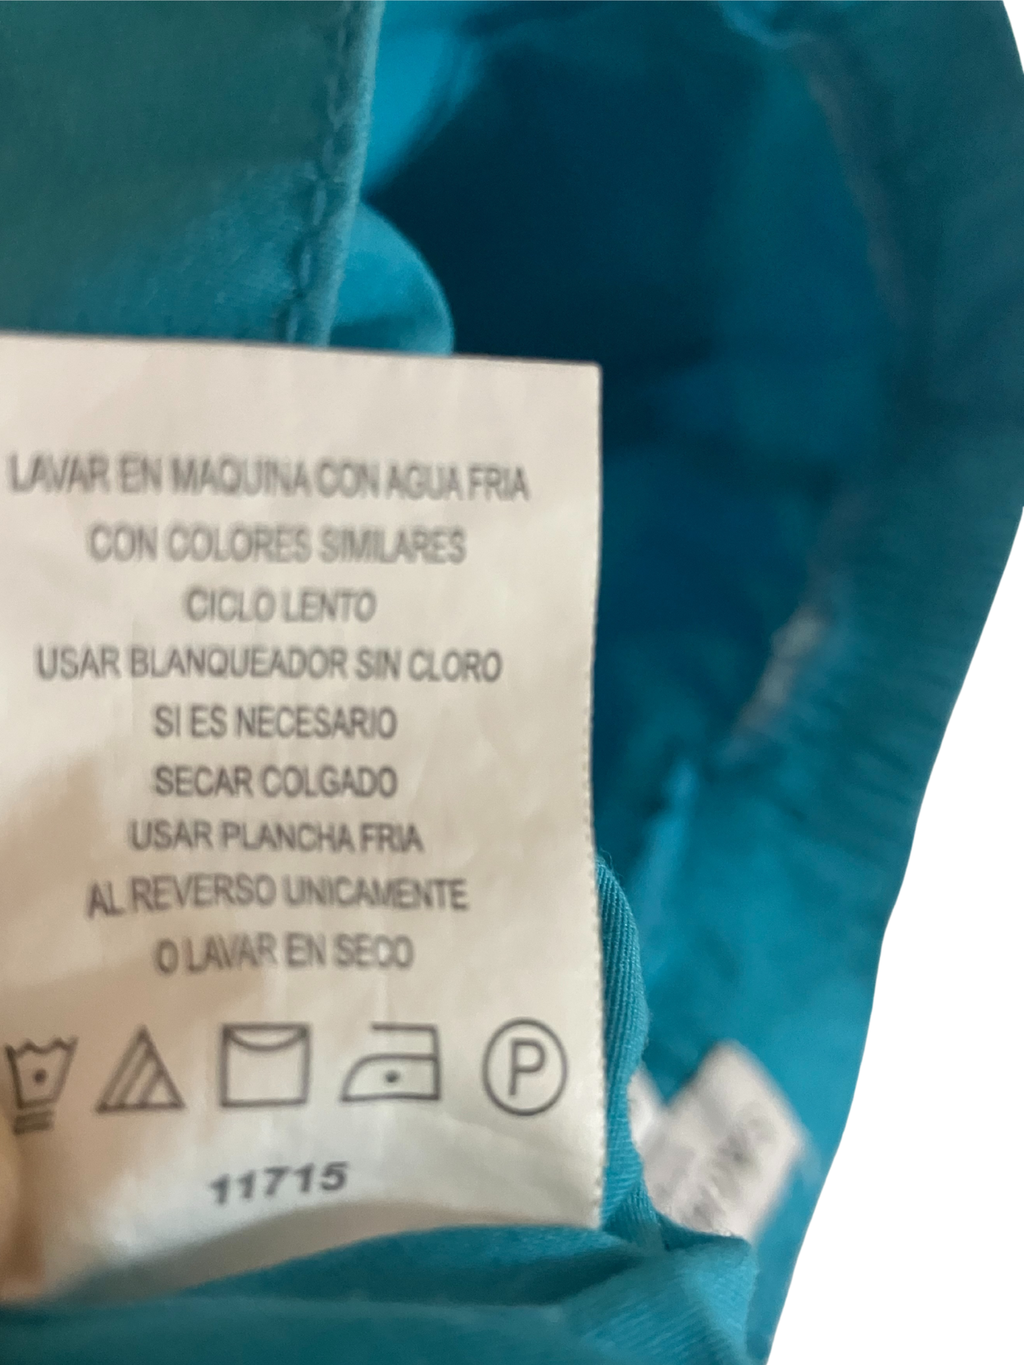 LAVAR EN MAQUINA CON AGUA FRIA
CON COLORES SIMILARES
CICLO LENTO
USAR BLANQUEADOR SIN CLORO
SI ES NECESARIO
SECAR COLGADO
USAR PLANCHA FRIA
AL REVERSO UNICAMENTE
O LAVAR EN SECO
P
11715